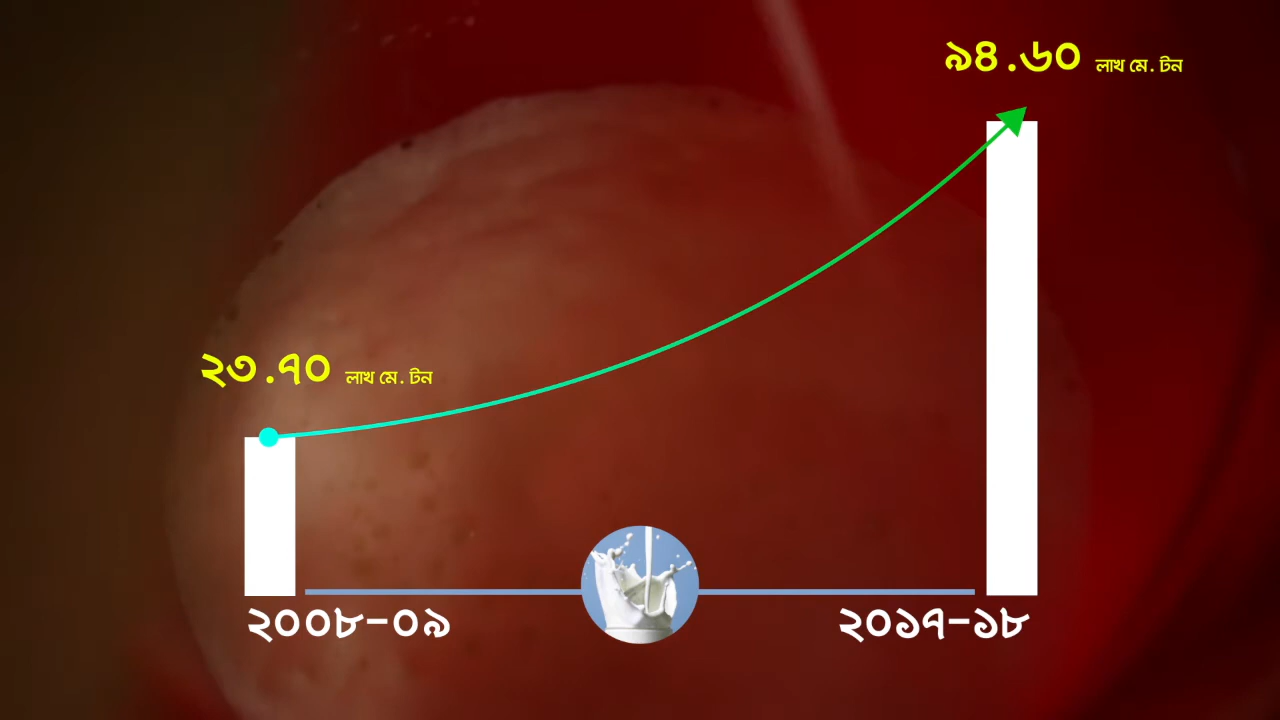 ৯৪.৬০ লাখ মে. টন
২৩.৭০ লাখ মে. টন
২০০৮-০৯
২০১৭-১৮